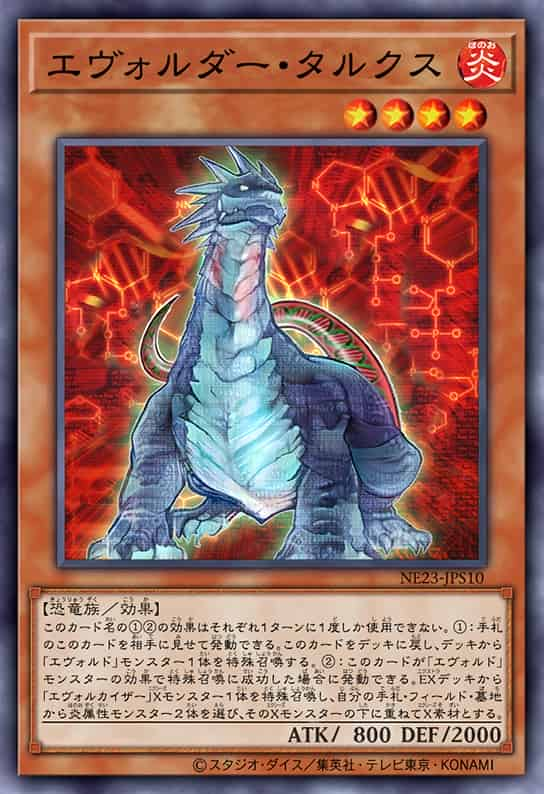 エヴォルダー・タルクス
炎
NE23-JPS10
【恐竜族／効果】
このカード名の①②の効果はそれぞれ1ターンに1度しか使用できない。①：手札
のこのカードを相手に見せて発動できる。このカードをデッキに戻し、デッキから
「エヴォルド」モンスター1体を特殊召喚する。②：このカードが「エヴォルド」
モンスターの効果で特殊召喚に成功した場合に発動できる。EXデッキから
「エヴォルカイザー」Xモンスター1体を特殊召喚し、自分の手札・フィールド・墓地
から炎属性モンスター2体を選び、そのXモンスターの下に重ねてX素材とする。
ATK/ 800 DEF/2000
©スタジオ・ダイス/集英社・テレビ東京・KONAMI